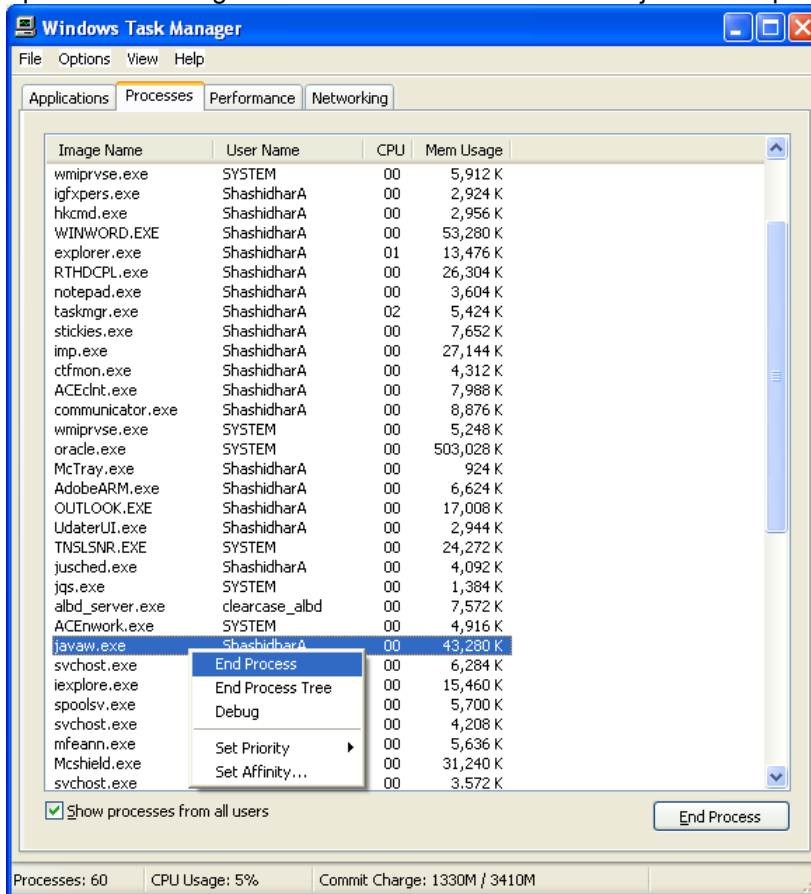 Windows Task Manager
File Options View Help
Applications Processes Performance Networking
Image Name User Name CPU Mem Usage
wmiprvse.exe SYSTEM 00 5,912 K
igfxpers.exe ShashidharA 00 2,924 K
hkcmd.exe ShashidharA 00 2,956 K
WINWORD.EXE ShashidharA 00 53,280 K
explorer.exe ShashidharA 01 13,476 K
RTHDCPL.exe ShashidharA 00 26,304 K
notepad.exe ShashidharA 00 3,604 K
taskmgr.exe ShashidharA 02 5,424 K
stickies.exe ShashidharA 00 7,652 K
imp.exe ShashidharA 00 27,144 K
ctfmon.exe ShashidharA 00 4,312 K
ACEclnt.exe ShashidharA 00 7,988 K
communicator.exe ShashidharA 00 8,876 K
wmiprvse.exe SYSTEM 00 5,248 K
oracle.exe SYSTEM 00 503,028 K
McTray.exe ShashidharA 00 924 K
AdobeARM.exe ShashidharA 00 6,624 K
OUTLOOK.EXE ShashidharA 00 17,008 K
UdaterUI.exe ShashidharA 00 2,944 K
TNSLSNR.EXE SYSTEM 00 24,272 K
jusched.exe ShashidharA 00 4,092 K
jqs.exe SYSTEM 00 1,384 K
albd_server.exe clearcase_albd 00 7,572 K
ACEnwork.exe SYSTEM 00 4,916 K
javaw.exe ShashidharA 00 43,280 K
svchost.exe End Process 00 6,284 K
iexplore.exe End Process Tree 00 15,460 K
spoolsv.exe Debug 00 5,700 K
svchost.exe 00 4,208 K
mfeann.exe Set Priority 00 5,636 K
Mcshield.exe Set Affinity... 00 31,240 K
svchost.exe 00 3,572 K
Show processes from all users End Process
Processes: 60 CPU Usage: 5% Commit Charge: 1330M / 3410M